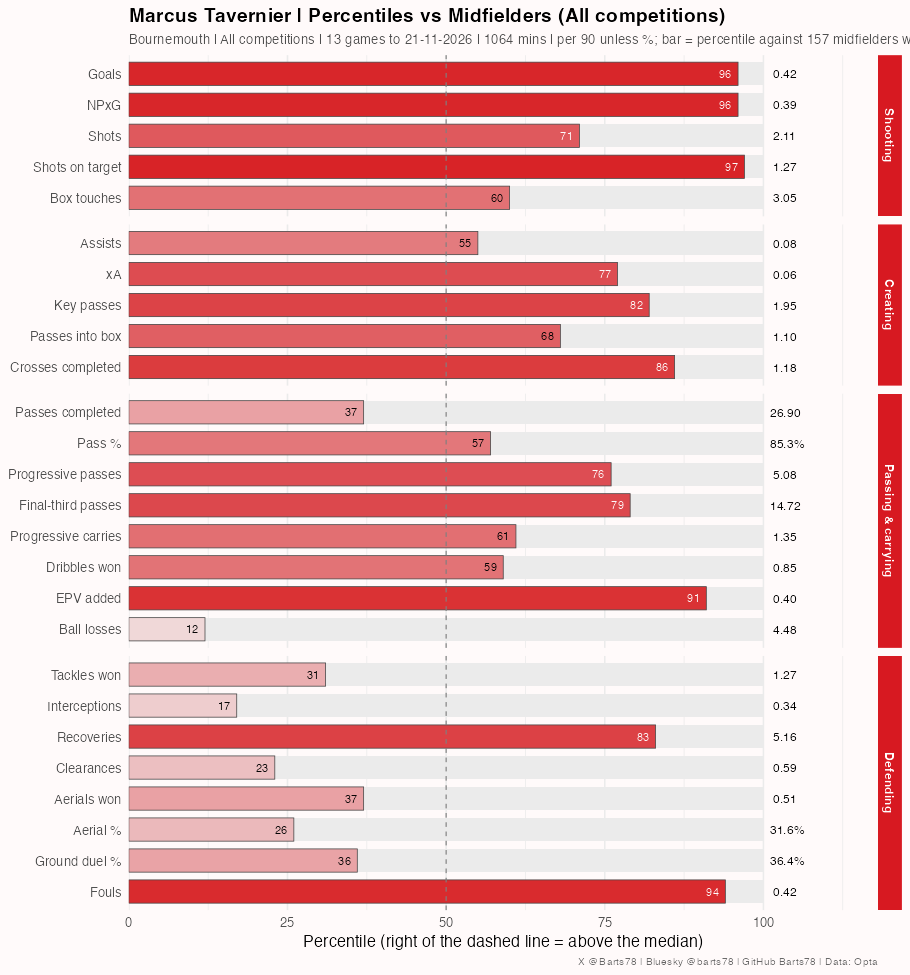 Marcus Tavernier | Percentiles vs Midfielders (All competitions)
Bournemouth | All competitions | 13 games to 21-11-2026 | 1064 mins | per 90 unless %; bar = percentile against 157 midfielders w
Shooting
Goals 96 0.42
NPxG 96 0.39
Shots 71 2.11
Shots on target 97 1.27
Box touches 60 3.05
Creating
Assists 55 0.08
xA 77 0.06
Key passes 82 1.95
Passes into box 68 1.10
Crosses completed 86 1.18
Passing & carrying
Passes completed 37 26.90
Pass % 57 85.3%
Progressive passes 76 5.08
Final-third passes 79 14.72
Progressive carries 61 1.35
Dribbles won 59 0.85
EPV added 91 0.40
Ball losses 12 4.48
Defending
Tackles won 31 1.27
Interceptions 17 0.34
Recoveries 83 5.16
Clearances 23 0.59
Aerials won 37 0.51
Aerial % 26 31.6%
Ground duel % 36 36.4%
Fouls 94 0.42
0 25 50 75 100
Percentile (right of the dashed line = above the median)
X @Barts78 | Bluesky @barts78 | GitHub Barts78 | Data: Opta